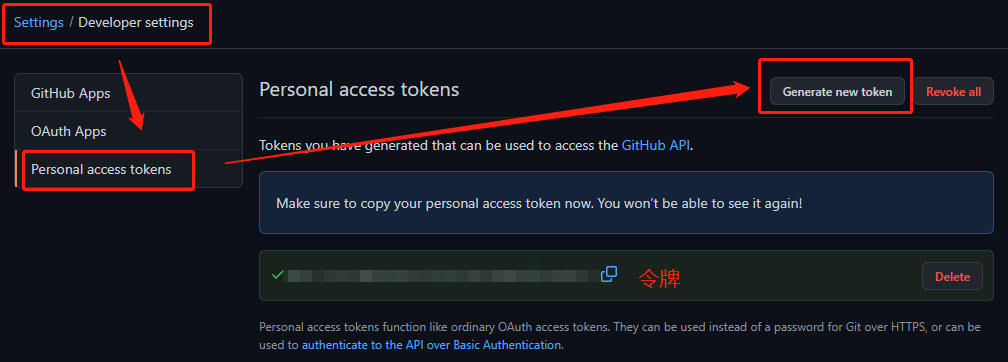 Settings / Developer settings
GitHub Apps
OAuth Apps
Personal access tokens
Personal access tokens
Generate new token
Revoke all
Tokens you have generated that can be used to access the GitHub API.
Make sure to copy your personal access token now. You won’t be able to see it again!
令牌
Delete
Personal access tokens function like ordinary OAuth access tokens. They can be used instead of a password for Git over HTTPS, or can be
used to authenticate to the API over Basic Authentication.